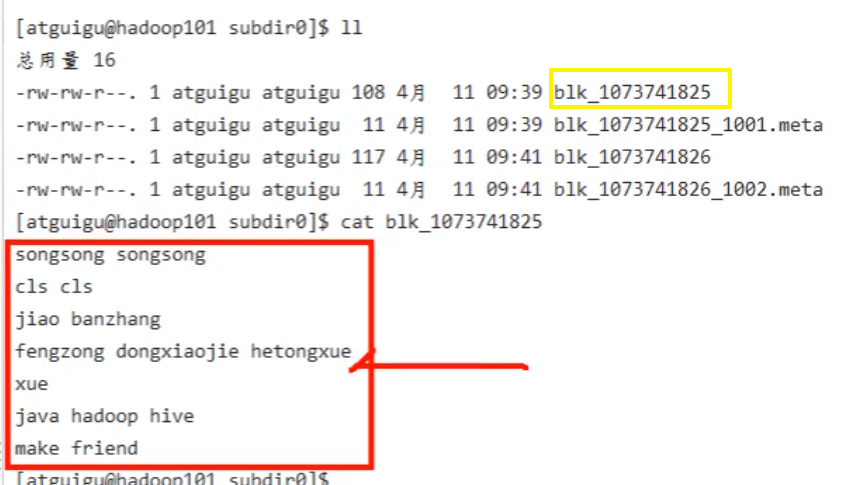 [atguigu@hadoop101 subdir0]$ ll
总用量 16
-rw-rw-r--. 1 atguigu atguigu 108 4月  11 09:39 blk_1073741825
-rw-rw-r--. 1 atguigu atguigu  11 4月  11 09:39 blk_1073741825_1001.meta
-rw-rw-r--. 1 atguigu atguigu 117 4月  11 09:41 blk_1073741826
-rw-rw-r--. 1 atguigu atguigu  11 4月  11 09:41 blk_1073741826_1002.meta
[atguigu@hadoop101 subdir0]$ cat blk_1073741825
songsong songsong
cls cls
jiao banzhang
fengzong dongxiaojie hetongxue
xue
java hadoop hive
make friend
[atguigu@hadoop101 subdir0]$